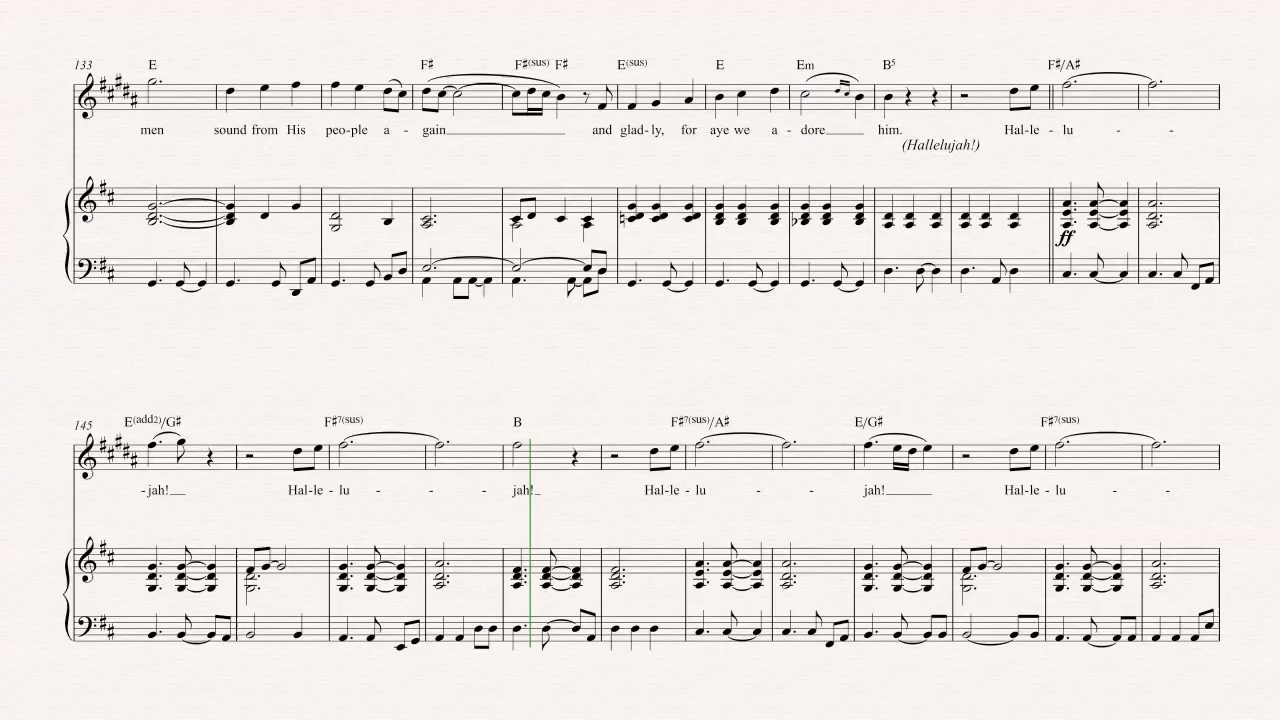 133 E F♯ F♯(sus) F♯ E(sus) E Em B5 F♯/A♯
men sound from His peo-ple a - gain and glad-ly, for aye we a - dore him. Hal-le - lu - -
(Hallelujah!)
ff
145 E(add2)/G♯ F♯7(sus) B F♯7(sus)/A♯ E/G♯ F♯7(sus)
- jah! Hal-le - lu - - - jah! Hal-le - lu - - jah! Hal-le - lu - -